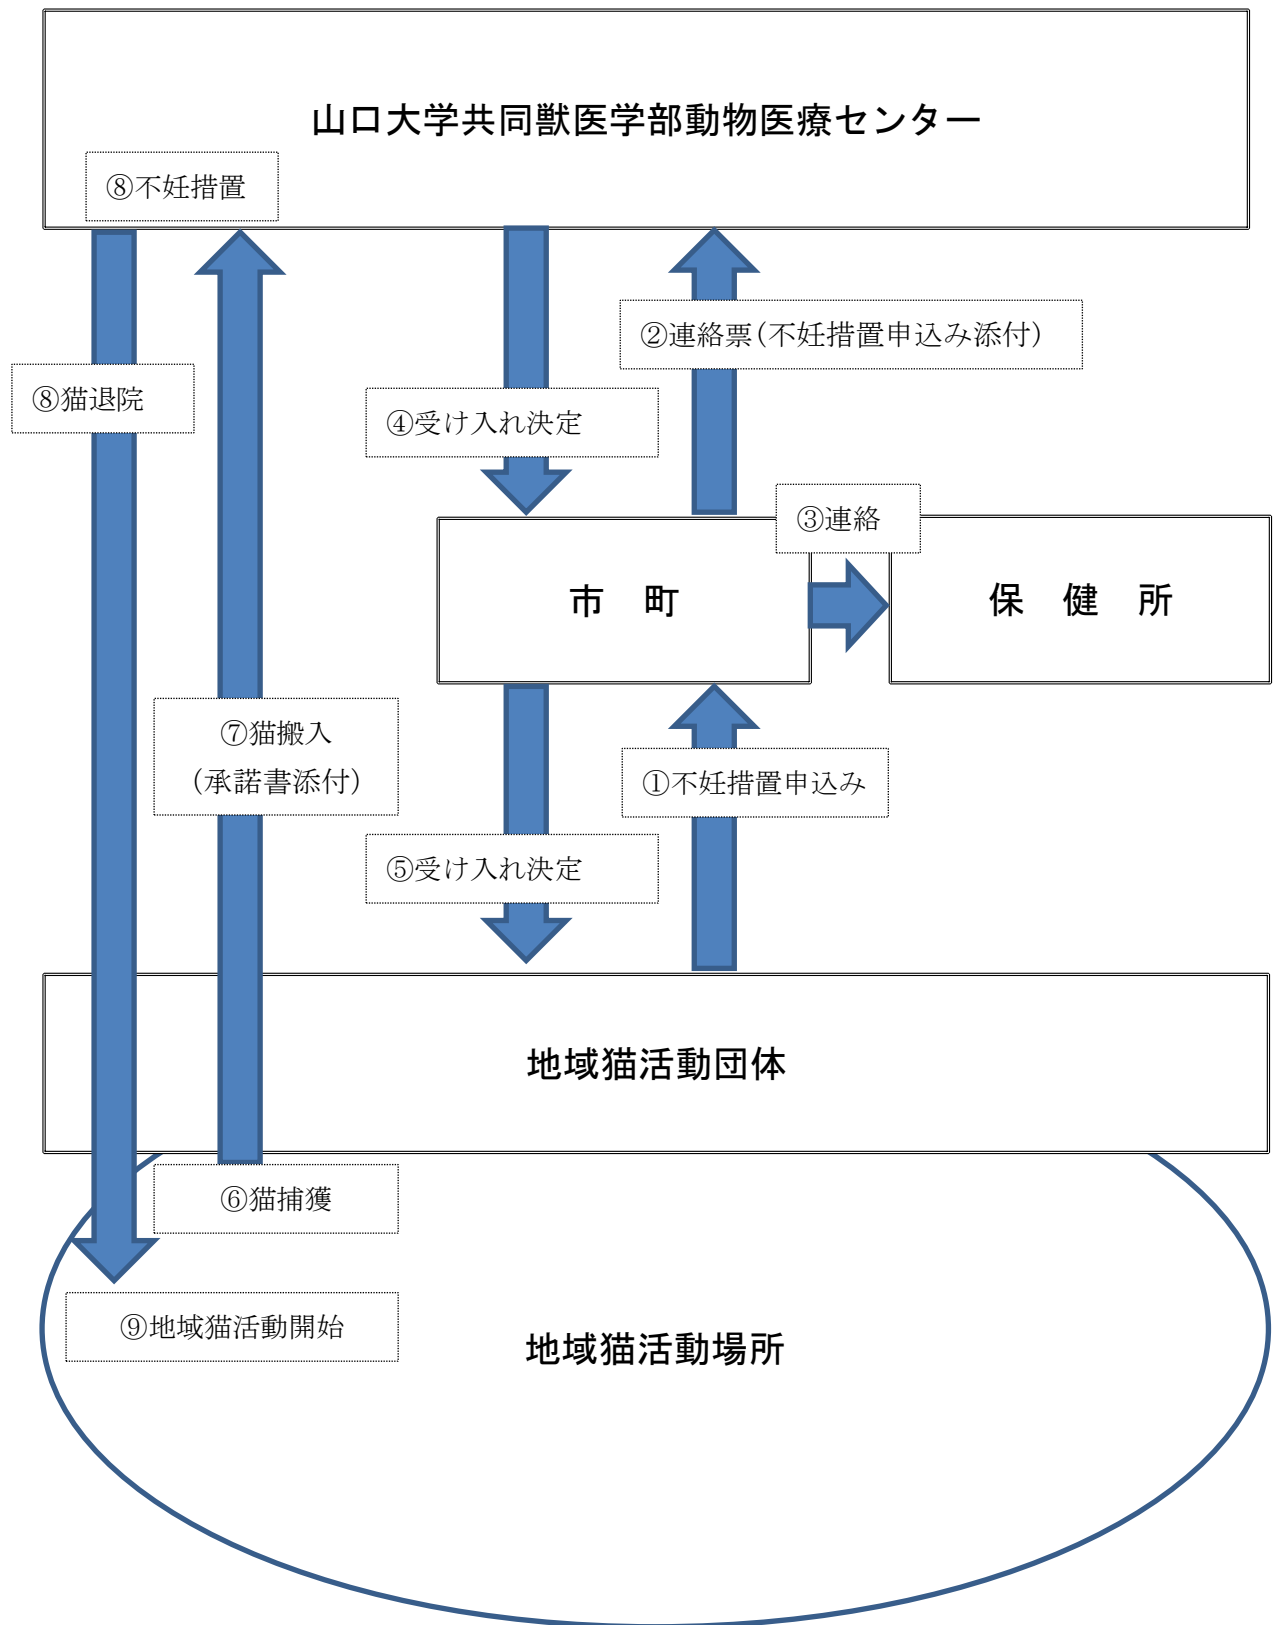 山口大学共同獣医学部動物医療センター
⑧不妊措置
②連絡票(不妊措置申込み添付)
⑧猫退院
④受け入れ決定
③連絡
市 町
保 健 所
⑦猫搬入
(承諾書添付)
①不妊措置申込み
⑤受け入れ決定
地域猫活動団体
⑥猫捕獲
⑨地域猫活動開始
地域猫活動場所